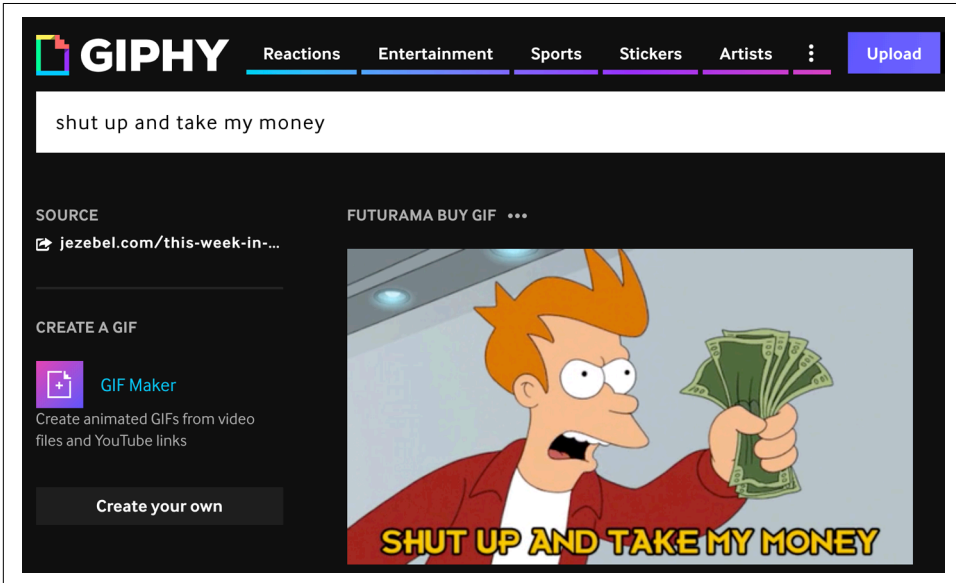 GIPHY
Reactions Entertainment Sports Stickers Artists Upload
shut up and take my money
SOURCE
jezebel.com/this-week-in-...
CREATE A GIF
GIF Maker
Create animated GIFs from video
files and YouTube links
Create your own
FUTURAMA BUY GIF •••
SHUT UP AND TAKE MY MONEY